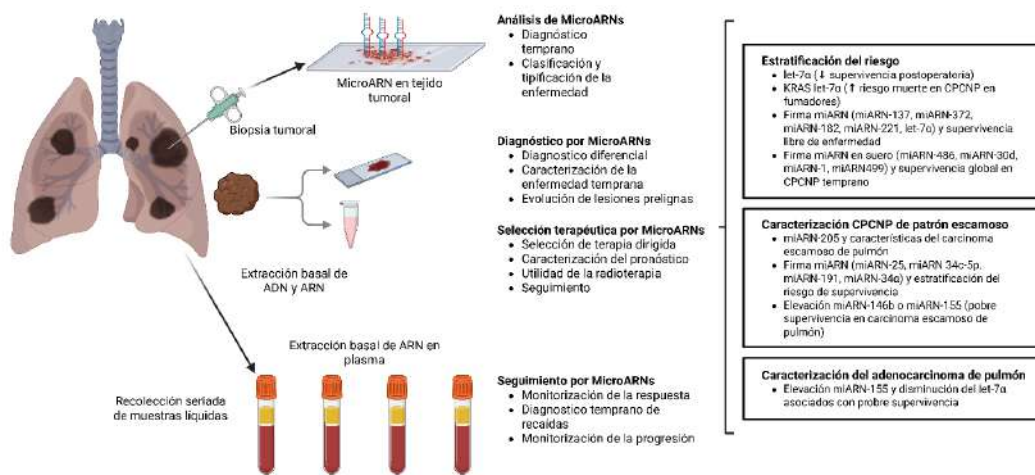 MicroARN en tejido
tumoral
Biopsia tumoral
Extracción basal de
ADN y ARN
Extracción basal de ARN en
plasma
Recolección seriada de
muestras líquidas
Análisis de MicroARNs
• Diagnóstico
temprano
• Clasificación y
tipificación de la
enfermedad
Diagnóstico por MicroARNs
• Diagnostico diferencial
• Caracterización de la
enfermedad temprana
• Evolución de lesiones prelignas
Selección terapéutica por MicroARNs
• Selección de terapia dirigida
• Caracterización del pronóstico
• Utilidad de la radioterapia
• Seguimiento
Seguimiento por MicroARNs
• Monitorización de la respuesta
• Diagnostico temprano de
recaídas
• Monitorización de la progresión
Estratificación del riesgo
• let-7α (↓ supervivencia postoperatoria)
• KRAS let-7α (↑ riesgo muerte en CPCNP en
fumadores)
• Firma miARN (miARN-137, miARN-372,
miARN-182, miARN-221, let-7α) y supervivencia
libre de enfermedad
• Firma miARN en suero (miARN-486, miARN-30d,
miARN-1, miARN499) y supervivencia global en
CPCNP temprano
Caracterización CPCNP de patrón escamoso
• miARN-205 y características del carcinoma
escamoso de pulmón
• Firma miARN (miARN-25, miARN 34c-5p,
miARN-191, miARN-34α) y estratificación del
riesgo de supervivencia
• Elevación miARN-146b o miARN-155 (pobre
supervivencia en carcinoma escamoso de
pulmón)
Caracterización del adenocarcinoma de pulmón
• Elevación miARN-155 y disminución del let-7α
asociados con probre supervivencia